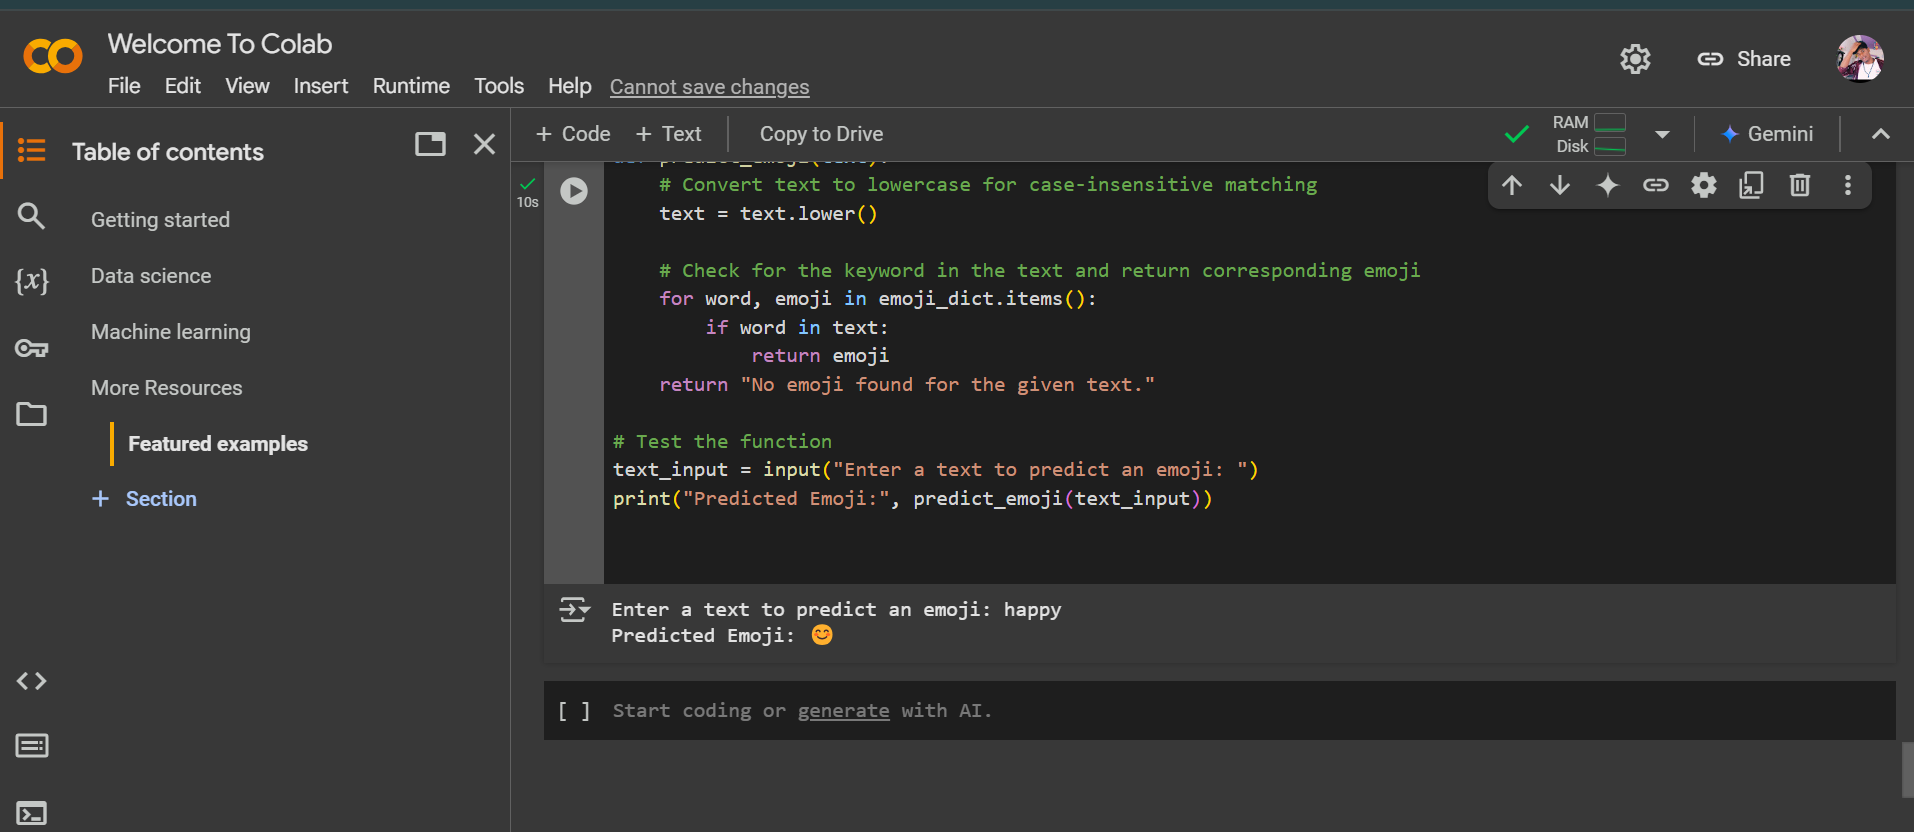 Welcome To Colab
File Edit View Insert Runtime Tools Help Cannot save changes
Share
Table of contents
Getting started
Data science
Machine learning
More Resources
Featured examples
+ Section
+ Code + Text Copy to Drive
RAM
Disk
Gemini
10s
# Convert text to lowercase for case-insensitive matching
text = text.lower()
# Check for the keyword in the text and return corresponding emoji
for word, emoji in emoji_dict.items():
if word in text:
return emoji
return "No emoji found for the given text."
# Test the function
text_input = input("Enter a text to predict an emoji: ")
print("Predicted Emoji:", predict_emoji(text_input))
Enter a text to predict an emoji: happy
Predicted Emoji: 😊
[ ] Start coding or generate with AI.